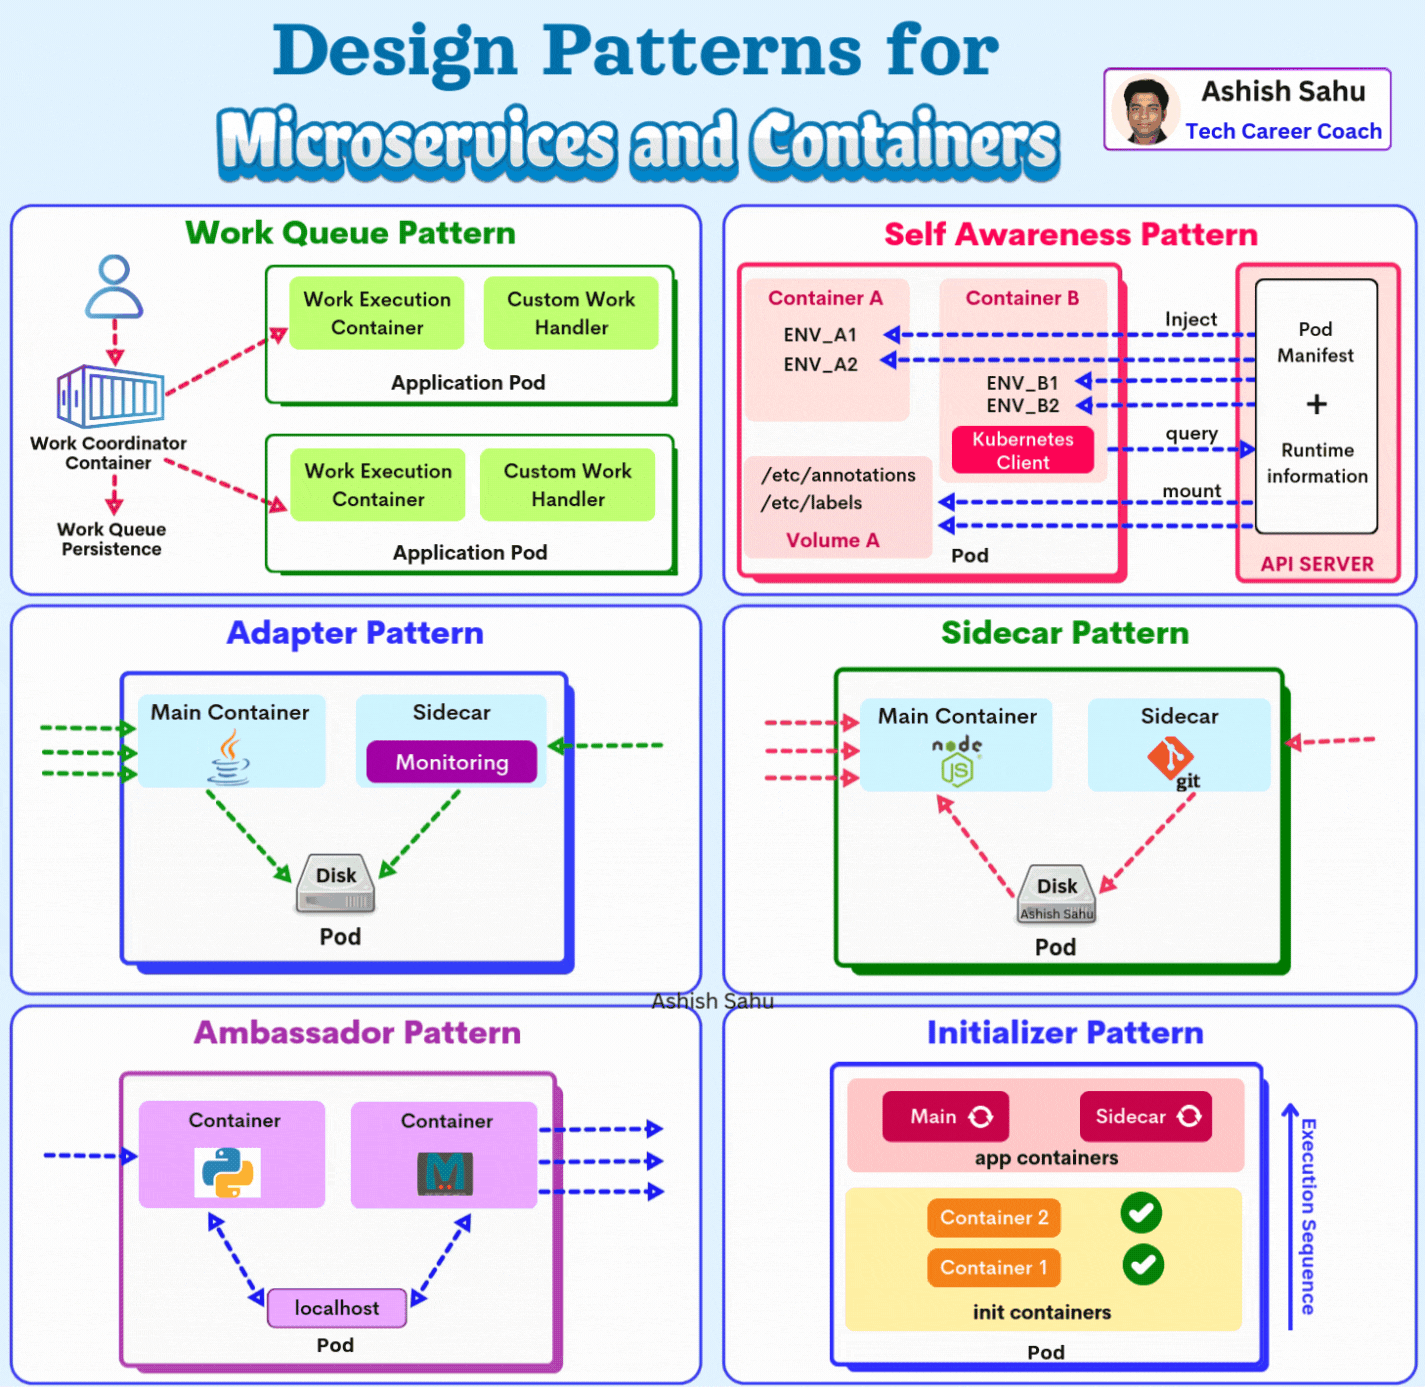 Design Patterns for
Microservices and Containers
Ashish Sahu
Tech Career Coach
Work Queue Pattern
Work Execution
Container
Custom Work
Handler
Application Pod
Work Coordinator
Container
Work Queue
Persistence
Work Execution
Container
Custom Work
Handler
Application Pod
Self Awareness Pattern
Container A
ENV_A1
ENV_A2
Container B
ENV_B1
ENV_B2
Kubernetes
Client
/etc/annotations
/etc/labels
Volume A
Pod
Inject
query
mount
Pod
Manifest
+
Runtime
information
API SERVER
Adapter Pattern
Main Container
Sidecar
Monitoring
Disk
Pod
Sidecar Pattern
Main Container
node
JS
Sidecar
git
Disk
Ashish Sahu
Pod
Ashish Sahu
Ambassador Pattern
Container
Container
M
localhost
Pod
Initializer Pattern
Main
Sidecar
app containers
Container 2
Container 1
init containers
Pod
Execution Sequence